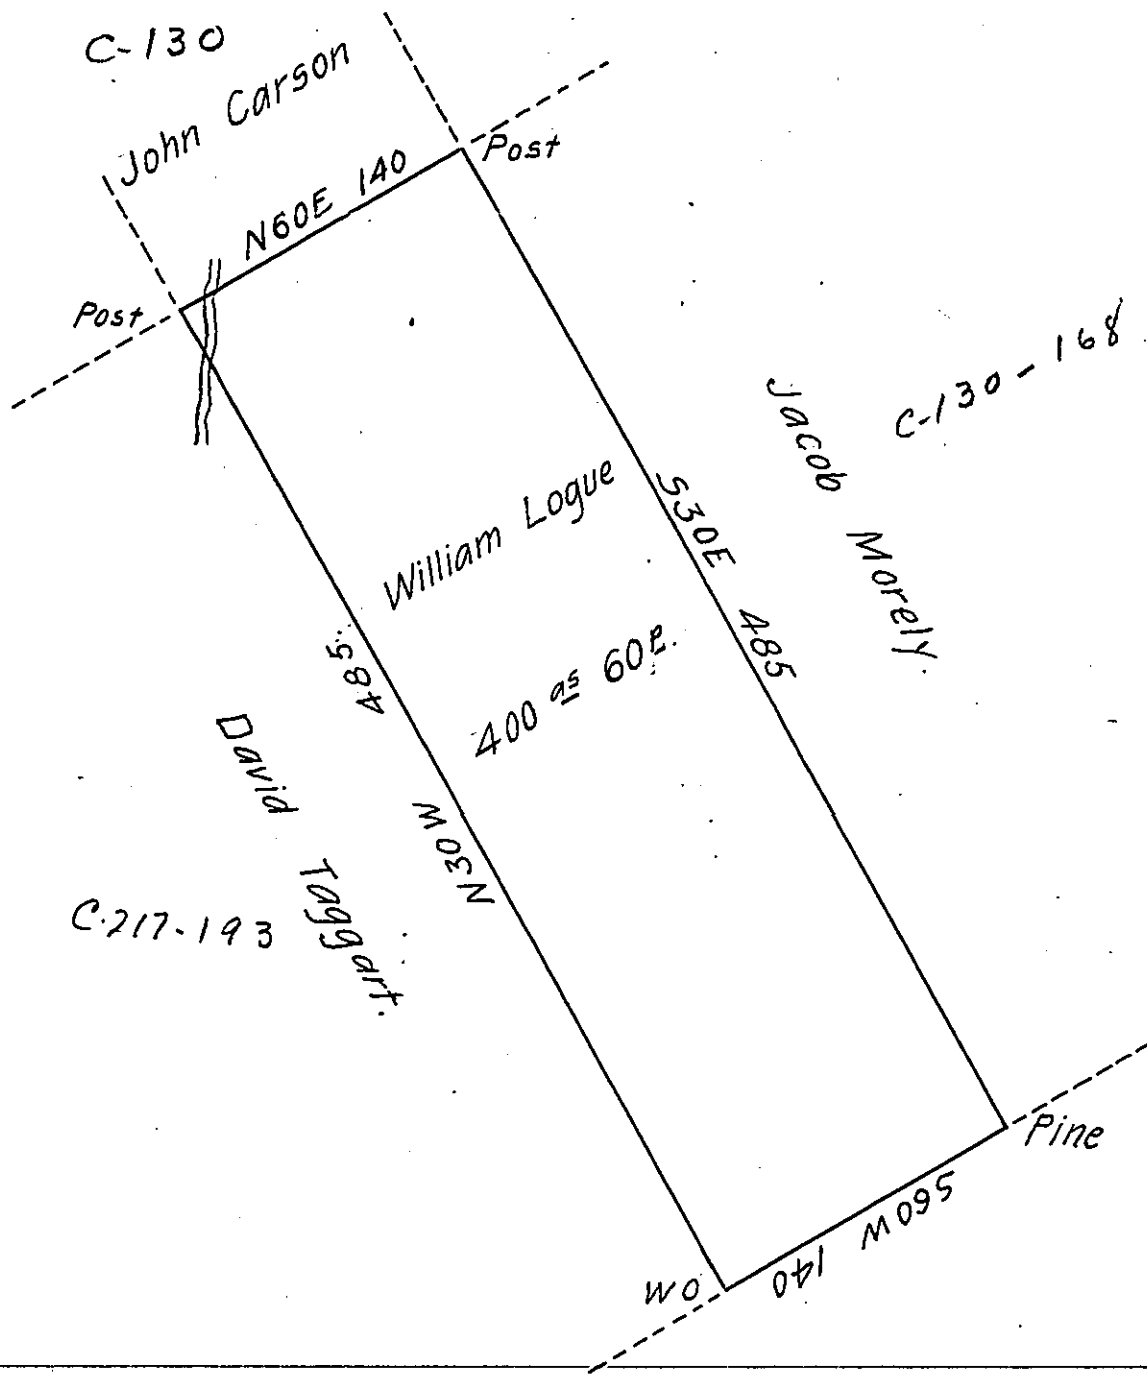 C-130
John Carson
Post
N60E 140
Post
C-130-168
Jacob Morely.
S30E 485
William Logue
400 as 60P.
485
N30W
David Taggart.
C.217-193
Pine
S60W 140
WO